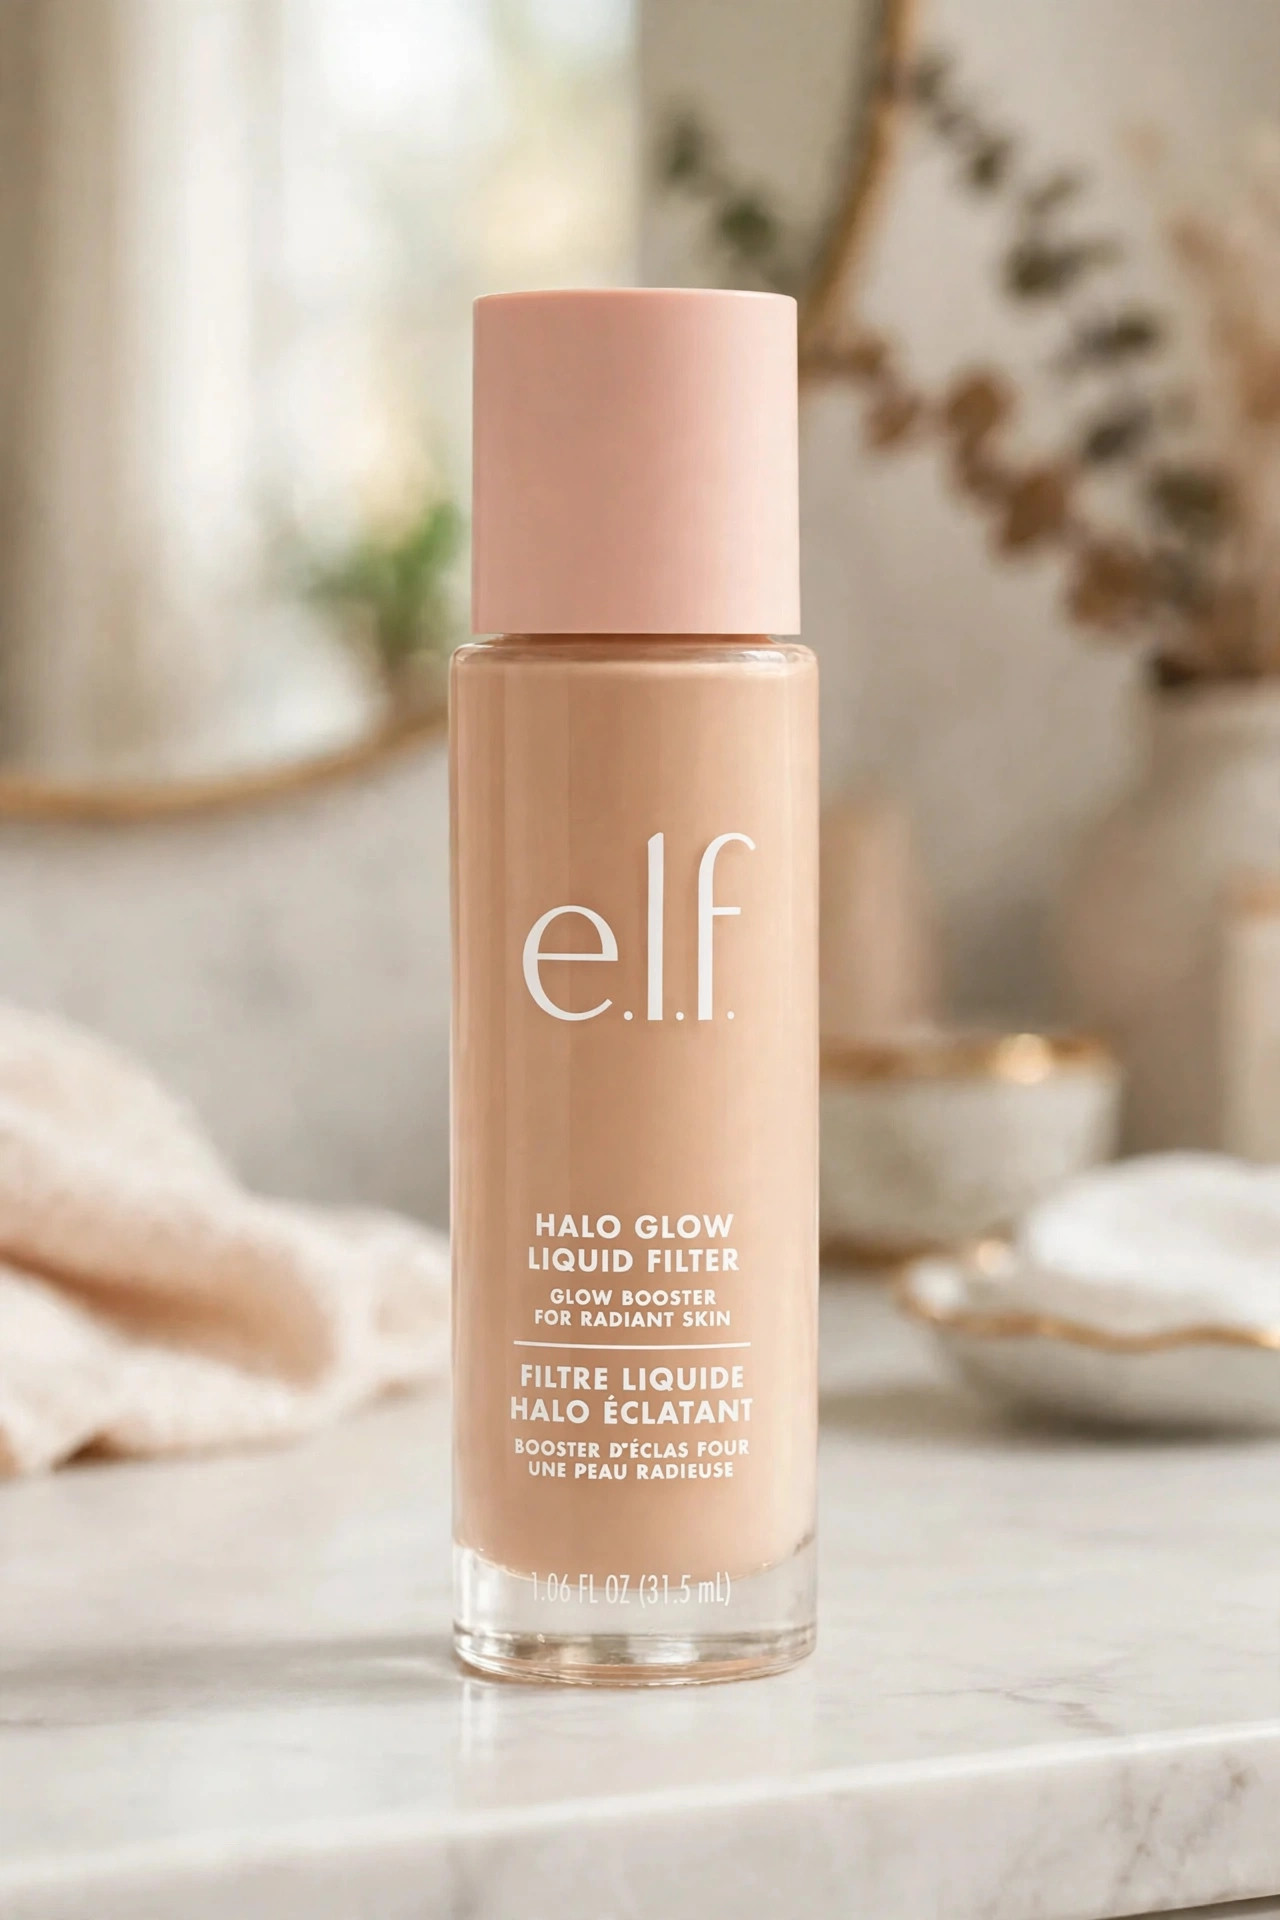 e.l.f.
HALO GLOW
LIQUID FILTER
GLOW BOOSTER
FOR RADIANT SKIN
FILTRE LIQUIDE
HALO ÉCLATANT
BOOSTER D'ÉCLAS FOUR
UNE PEAU RADIEUSE
1.06 FL OZ (31.5 mL)